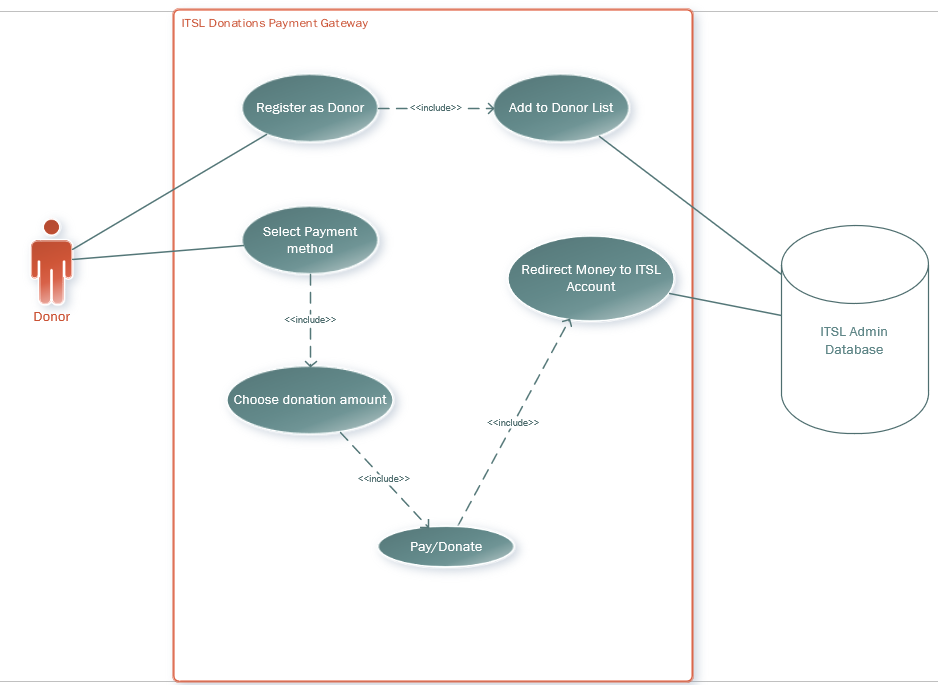 ITSL Donations Payment Gateway
Register as Donor
<<include>>
Add to Donor List
Select Payment
method
Redirect Money to ITSL
Account
Donor
<<include>>
ITSL Admin
Database
Choose donation amount
<<include>>
<<include>>
Pay/Donate